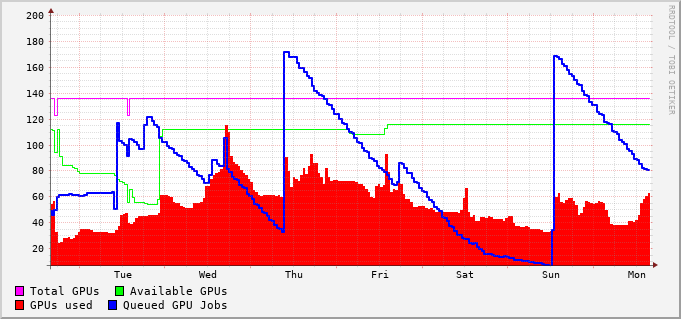 200
180
160
140
120
100
80
60
40
20
Tue Wed Thu Fri Sat Sun Mon
Total GPUs Available GPUs
GPUs used Queued GPU Jobs
RRDTOOL / TOBI OETIKER